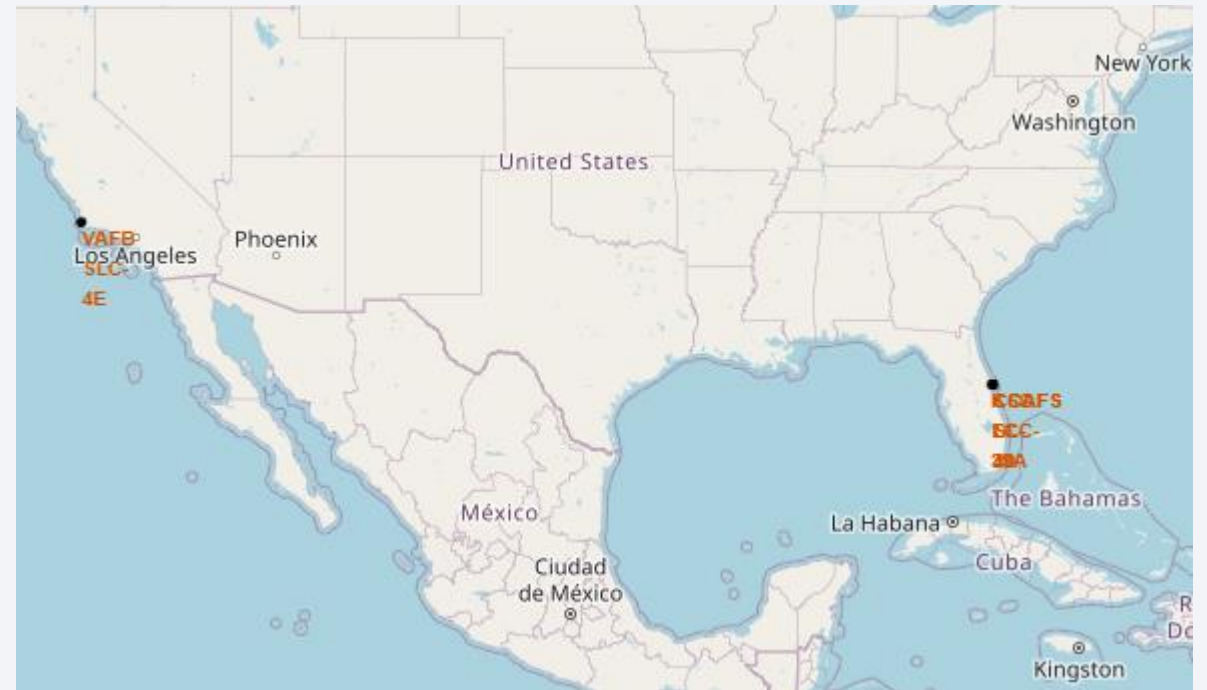 New York
Washington
United States
VAFB
SLC-
4E
Los Angeles
Phoenix
The Bahamas
México
La Habana
Cuba
Ciudad
de México
Kingston